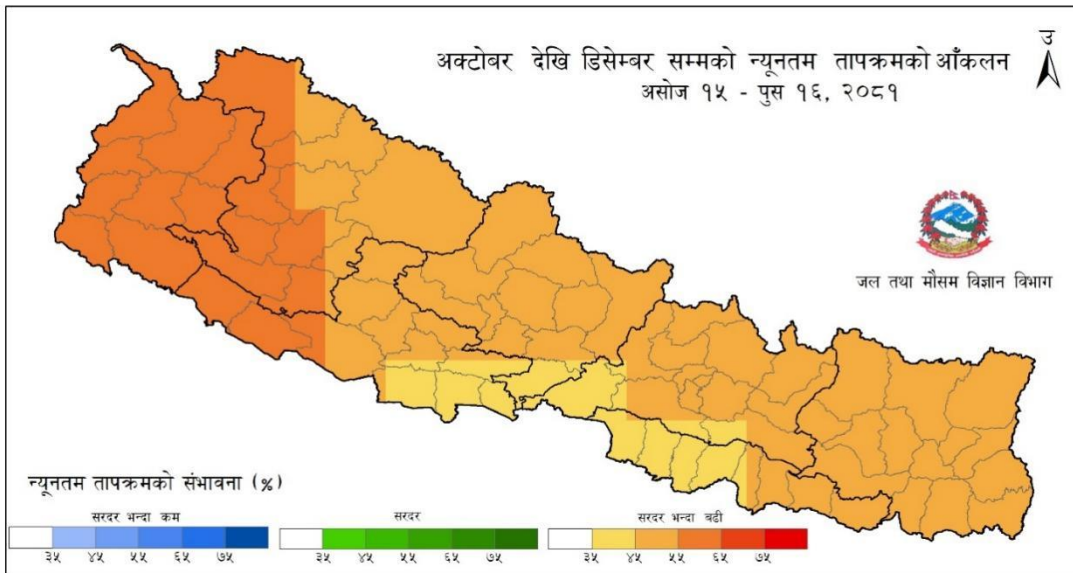 अक्टोबर देखि डिसेम्बर सम्मको न्यूनतम तापक्रमको आँकलन
असोज १५ - पुस १६, २०८१
उ
जल तथा मौसम विज्ञान विभाग
न्यूनतम तापक्रमको संभावना (%)
सरदर भन्दा कम
सरदर
सरदर भन्दा बढी
३५ ४५ ५५ ६५ ७५
३५ ४५ ५५ ६५ ७५
३५ ४५ ५५ ६५ ७५